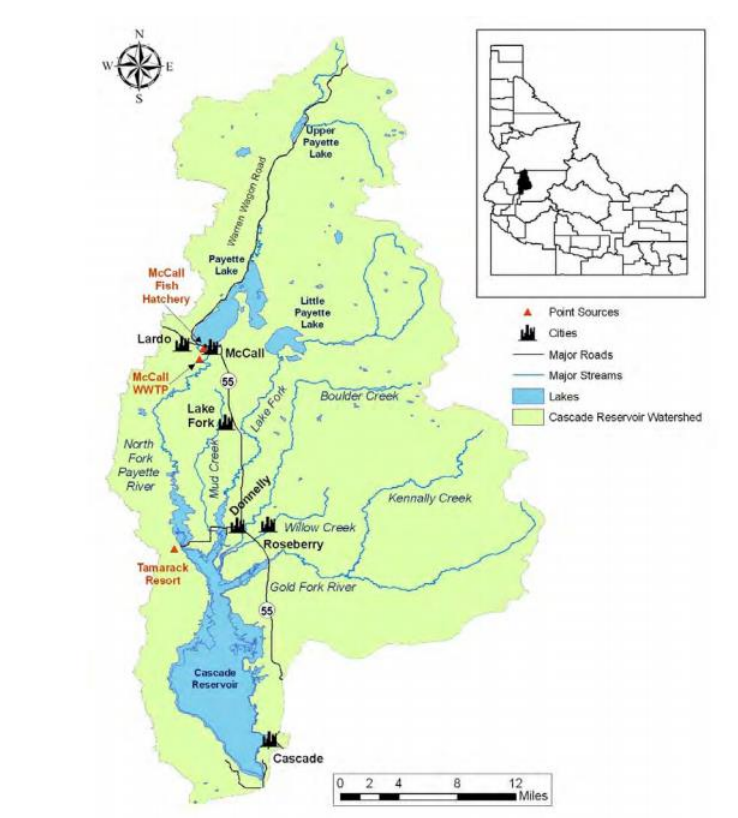 N
W
E
S
Upper
Payette
Lake
Warren Wagon Road
Payette
Lake
McCall
Fish
Hatchery
Little
Payette
Lake
Lardo
McCall
McCall
WWTP
55
Lake
Fork
Lake Fork
Boulder Creek
North
Fork
Payette
River
Mud Creek
Donnelly
Kennally Creek
Willow Creek
Roseberry
Tamarack
Resort
Gold Fork River
55
Cascade
Reservoir
Cascade
Point Sources
Cities
Major Roads
Major Streams
Lakes
Cascade Reservoir Watershed
0 2 4 8 12
Miles